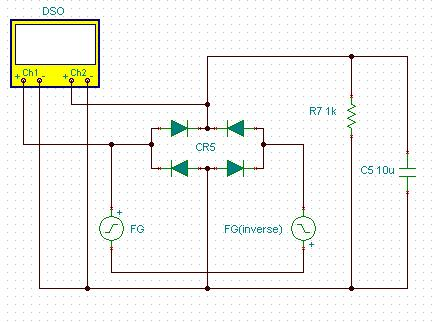 DSO
+ Ch1 - + Ch2 -
R7 1k
CR5
C5 10u
+
FG
FG(inverse)
+